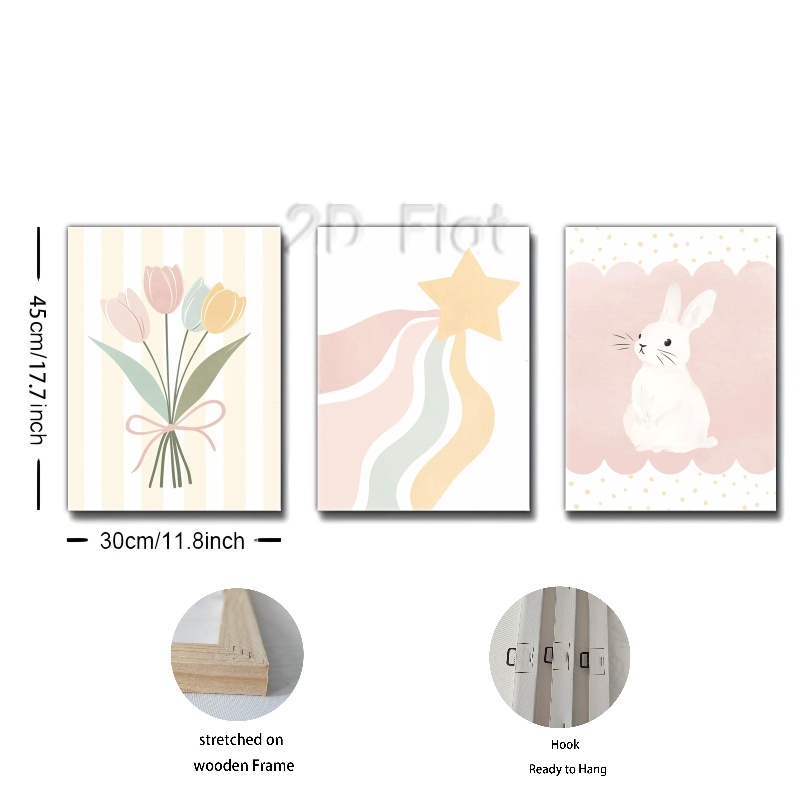 2D Flat
45cm/17.7inch
30cm/11.8inch
stretched on
wooden Frame
Hook
Ready to Hang